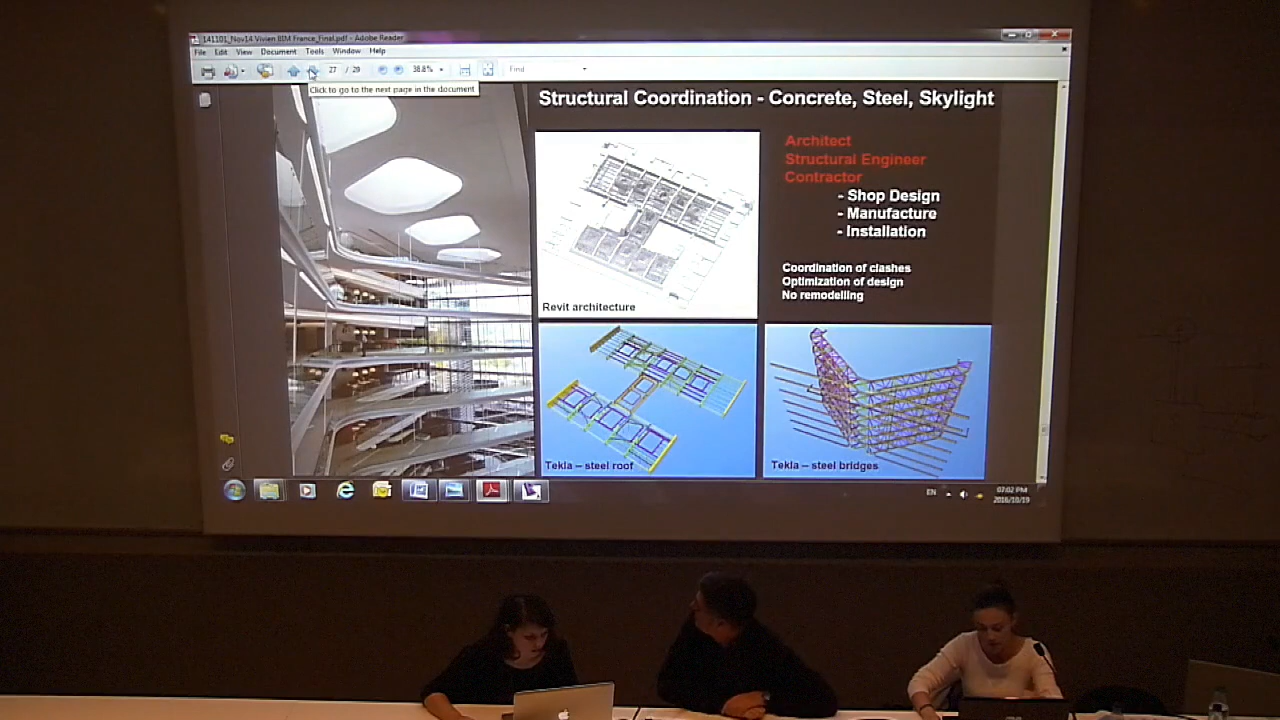 141101_Nov14 Vivien BIM France_Final.pdf - Adobe Reader
File Edit View Document Tools Window Help
27 / 29 38.8% Find
Click to go to the next page in the document
Structural Coordination - Concrete, Steel, Skylight
Architect
Structural Engineer
Contractor
- Shop Design
- Manufacture
- Installation
Coordination of clashes
Optimization of design
No remodelling
Revit architecture
Tekla – steel roof
Tekla – steel bridges
EN
07:02 PM
2016/10/19